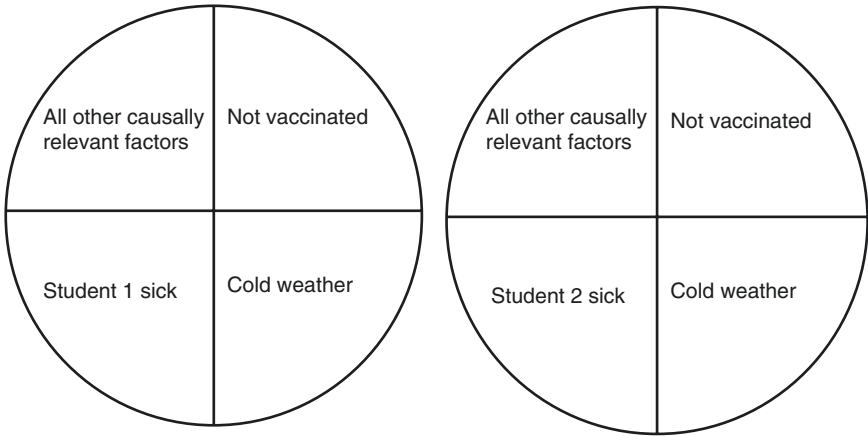 All other causally
relevant factors
Not vaccinated
Student 1 sick
Cold weather
All other causally
relevant factors
Not vaccinated
Student 2 sick
Cold weather